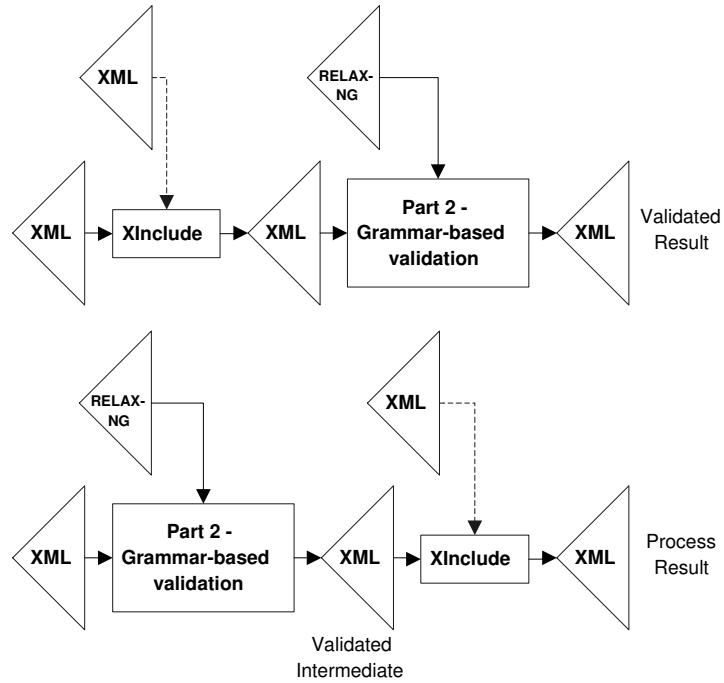 XML
RELAX-
NG
XML
XInclude
XML
Part 2 -
Grammar-based
validation
XML
Validated
Result
RELAX-
NG
XML
XML
Part 2 -
Grammar-based
validation
XML
XInclude
XML
Process
Result
Validated
Intermediate